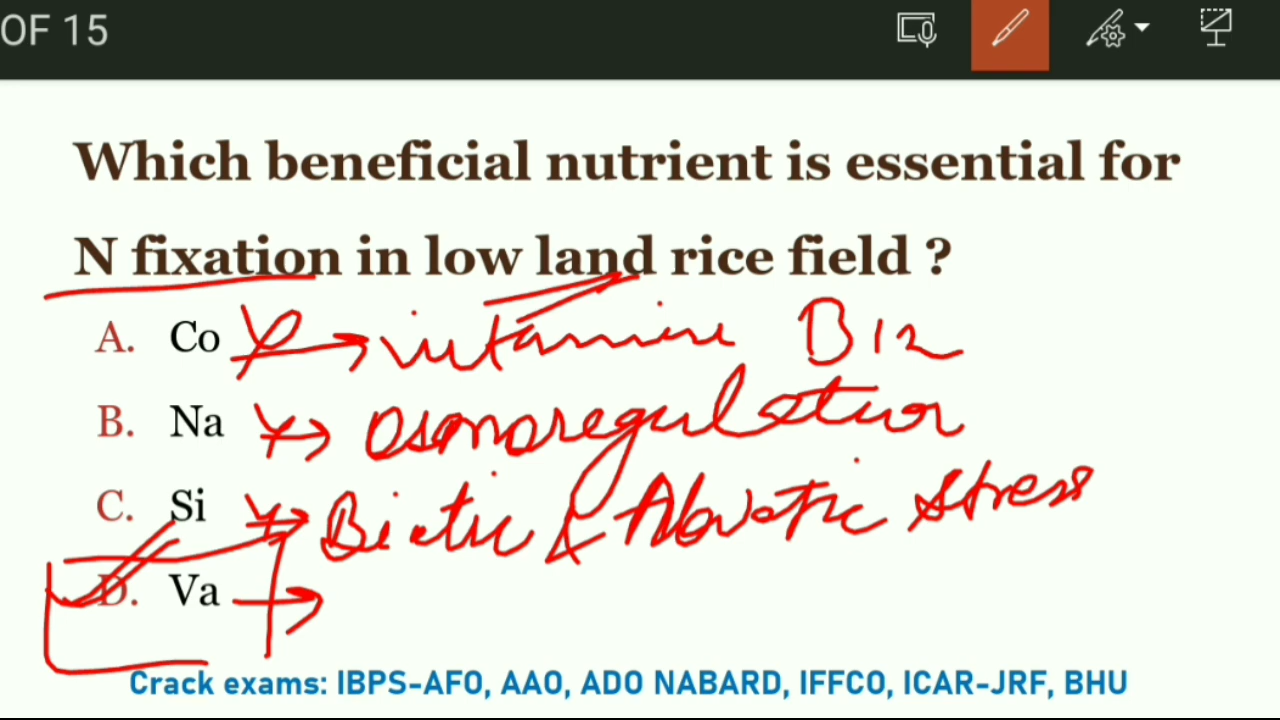 OF 15
Which beneficial nutrient is essential for
N fixation in low land rice field ?
A. Co vitamine B12
B. Na osmoregulation
C. Si Biotic & Abiotic stress
D. Va
Crack exams: IBPS-AFO, AAO, ADO NABARD, IFFCO, ICAR-JRF, BHU